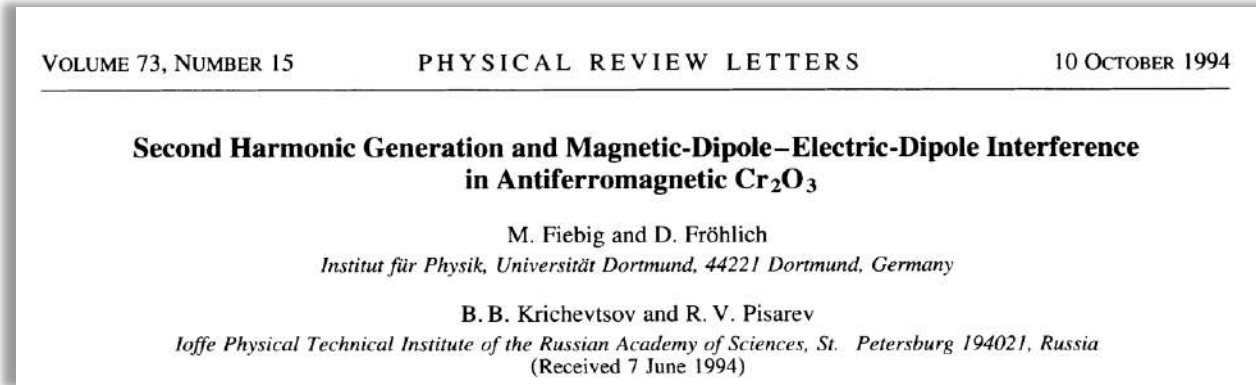 VOLUME 73, NUMBER 15 PHYSICAL REVIEW LETTERS 10 OCTOBER 1994
Second Harmonic Generation and Magnetic-Dipole–Electric-Dipole Interference
in Antiferromagnetic Cr₂O₃
M. Fiebig and D. Fröhlich
Institut für Physik, Universität Dortmund, 44221 Dortmund, Germany
B. B. Krichevtsov and R. V. Pisarev
Ioffe Physical Technical Institute of the Russian Academy of Sciences, St. Petersburg 194021, Russia
(Received 7 June 1994)